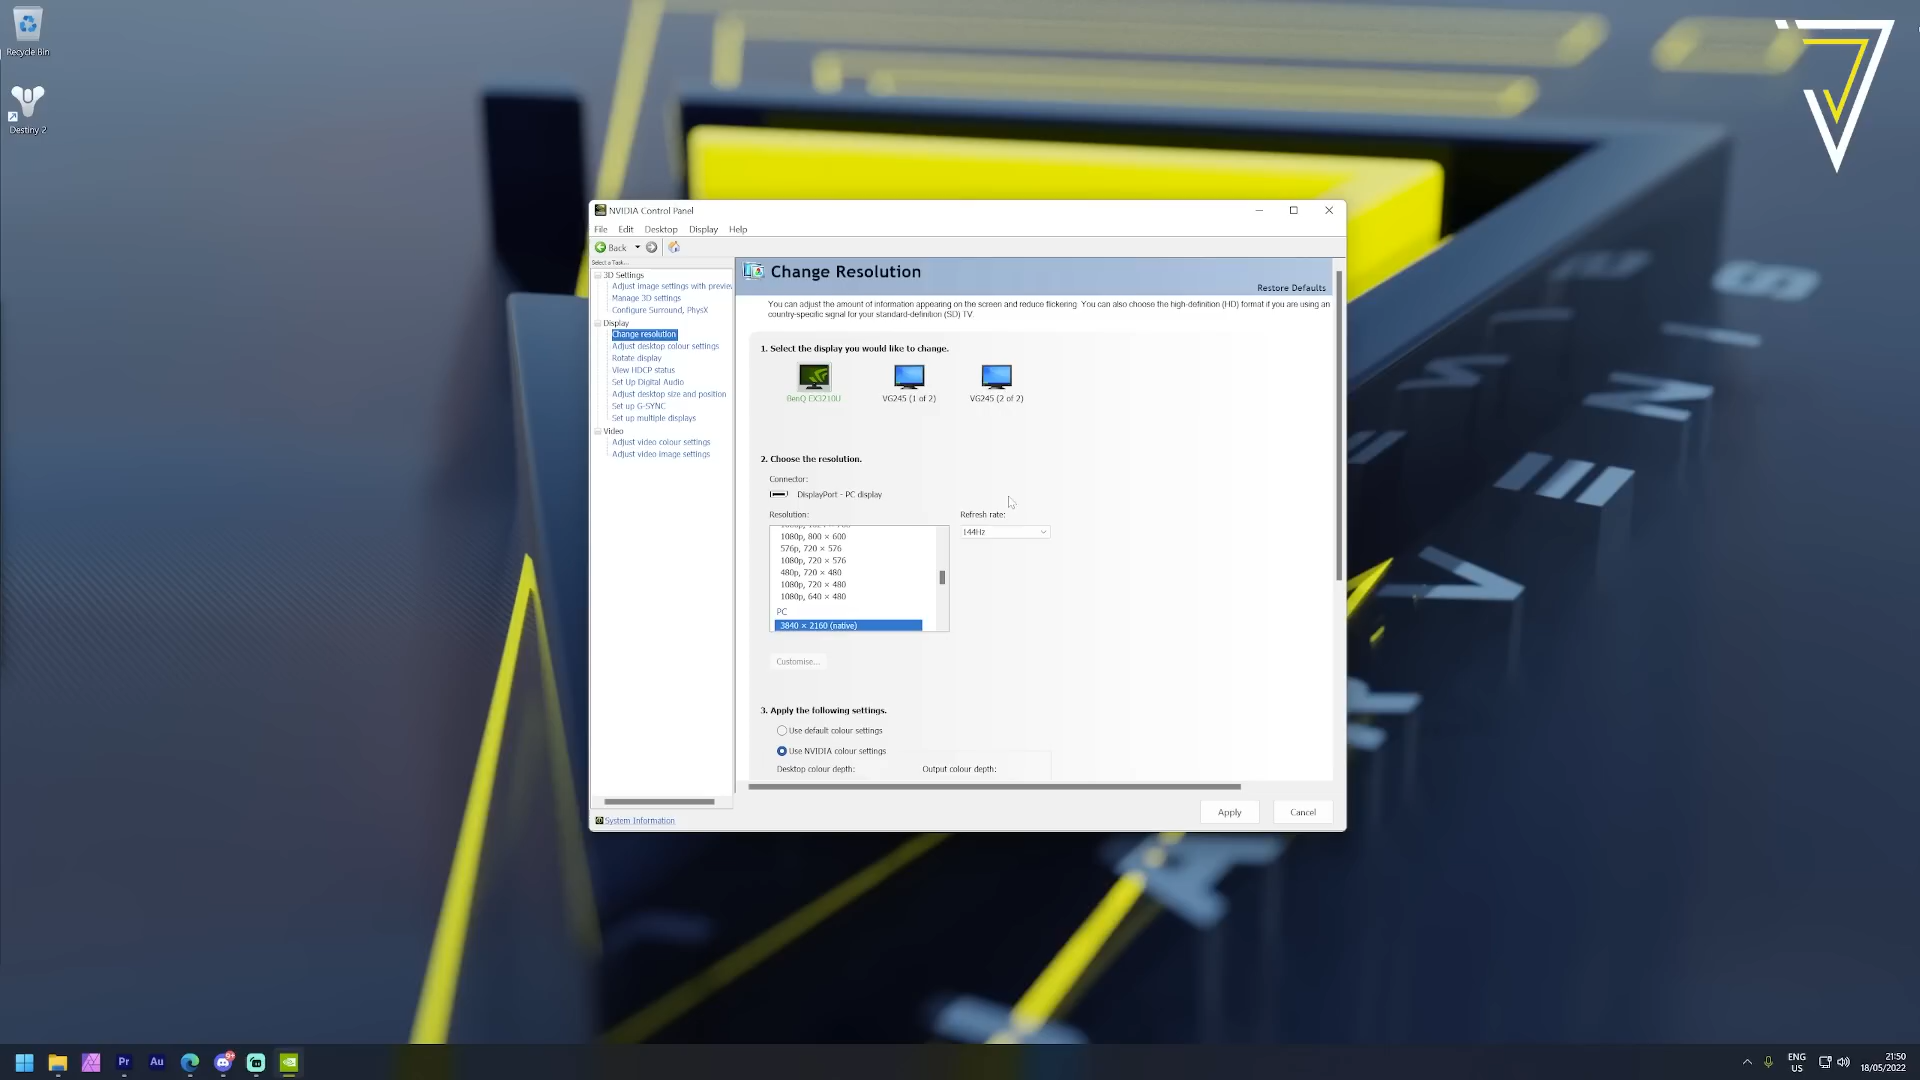 Recycle Bin
Destiny 2
NVIDIA Control Panel
File Edit Desktop Display Help
Back
Select a Task...
3D Settings
Adjust image settings with preview
Manage 3D settings
Configure Surround, PhysX
Display
Change resolution
Adjust desktop colour settings
Rotate display
View HDCP status
Set Up Digital Audio
Adjust desktop size and position
Set up G-SYNC
Set up multiple displays
Video
Adjust video colour settings
Adjust video image settings
System Information
Change Resolution
Restore Defaults
You can adjust the amount of information appearing on the screen and reduce flickering. You can also choose the high-definition (HD) format if you are using an
country-specific signal for your standard-definition (SD) TV.
1. Select the display you would like to change.
BenQ EX3210U VG245 (1 of 2) VG245 (2 of 2)
2. Choose the resolution.
Connector:
DisplayPort - PC display
Resolution:
Refresh rate:
144Hz
1080p, 800 × 600
576p, 720 × 576
1080p, 720 × 576
480p, 720 × 480
1080p, 720 × 480
1080p, 640 × 480
PC
3840 × 2160 (native)
Customise...
3. Apply the following settings.
Use default colour settings
Use NVIDIA colour settings
Desktop colour depth: Output colour depth:
Apply Cancel
Pr Au
ENG
US
21:50
18/05/2022